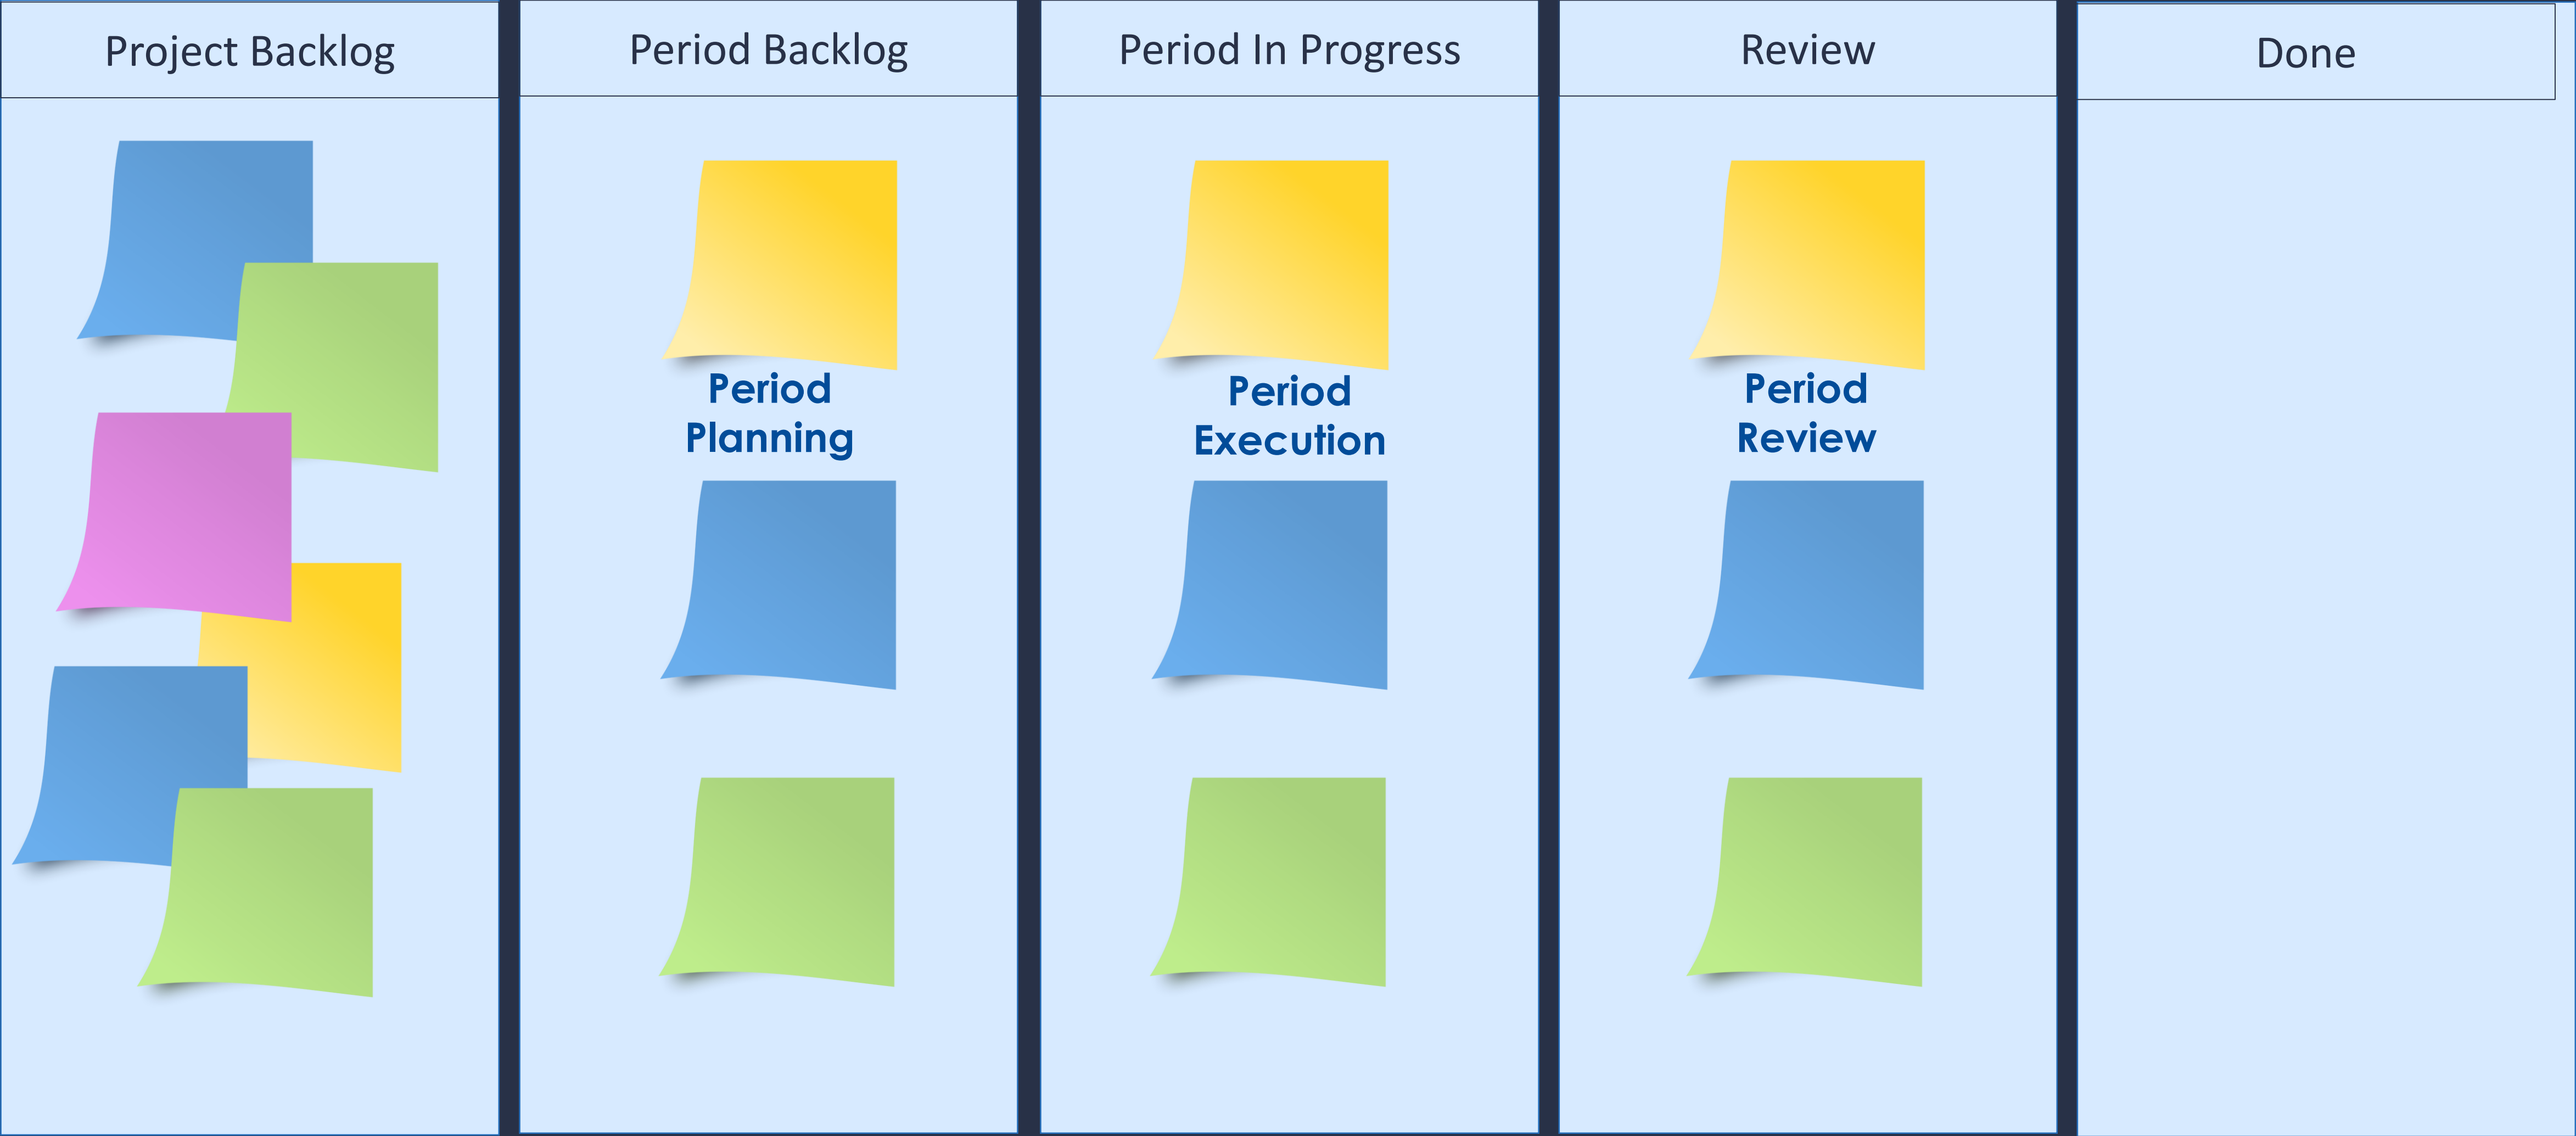 Project Backlog
Period Backlog
Period In Progress
Review
Done
Period
Planning
Period
Execution
Period
Review